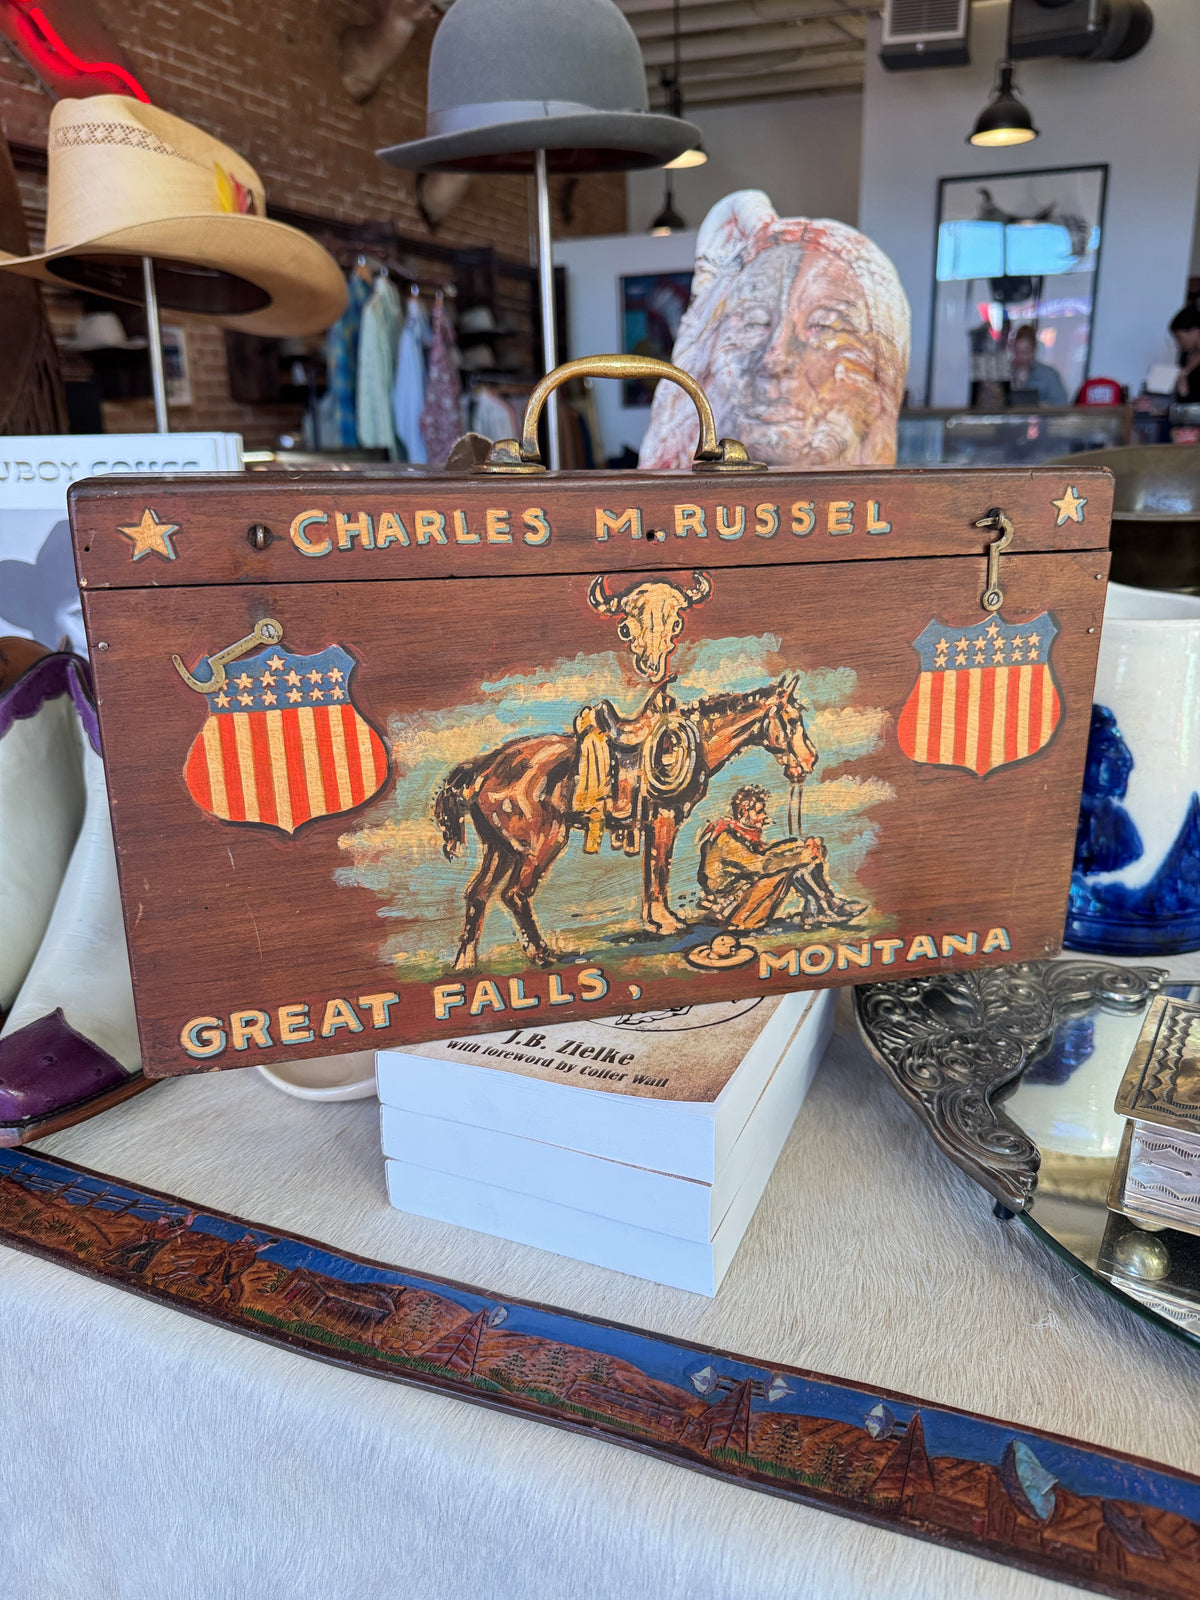 CHARLES M. RUSSEL
GREAT FALLS, MONTANA
J.B. Zielke
With foreword by Colter Wall